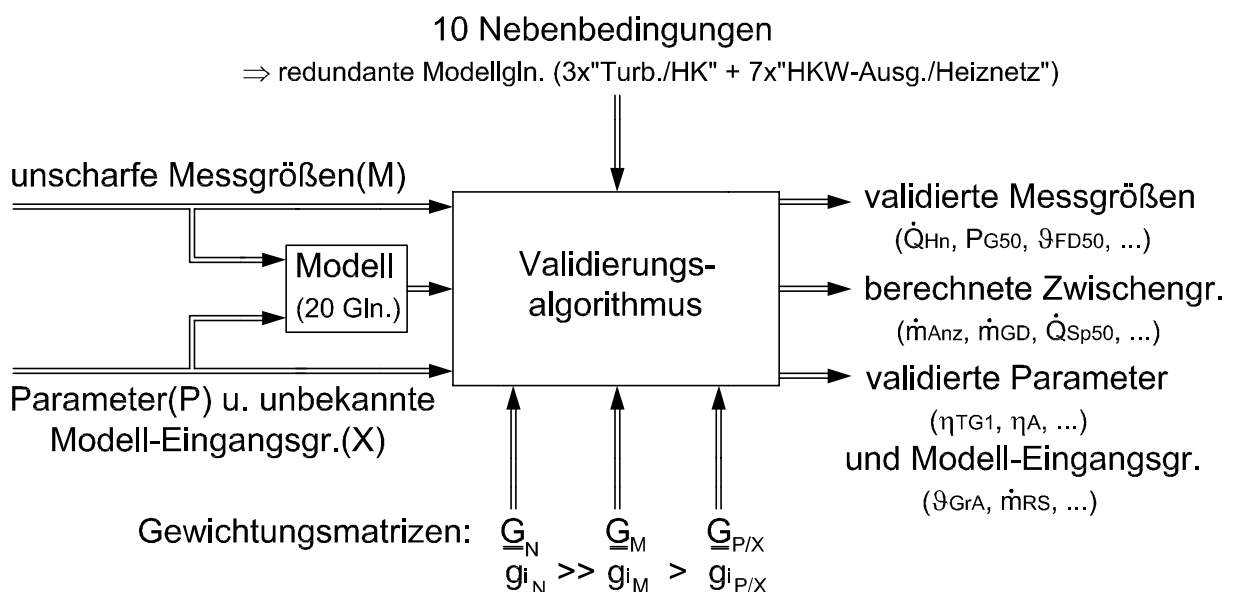 10 Nebenbedingungen
⇒ redundante Modellgln. (3x"Turb./HK" + 7x"HKW-Ausg./Heiznetz")
unscharfe Messgrößen(M)
Modell
(20 Gln.)
Parameter(P) u. unbekannte
Modell-Eingangsgr.(X)
Validierungs-
algorithmus
validierte Messgrößen
(Q̇Hn, PG50, ϑFD50, ...)
berechnete Zwischengr.
(ṁAnz, ṁGD, Q̇Sp50, ...)
validierte Parameter
(ηTG1, ηA, ...)
und Modell-Eingangsgr.
(ϑGrA, ṁRS, ...)
Gewichtungsmatrizen: G_N G_M G_P/X
gi_N >> gi_M > gi_P/X